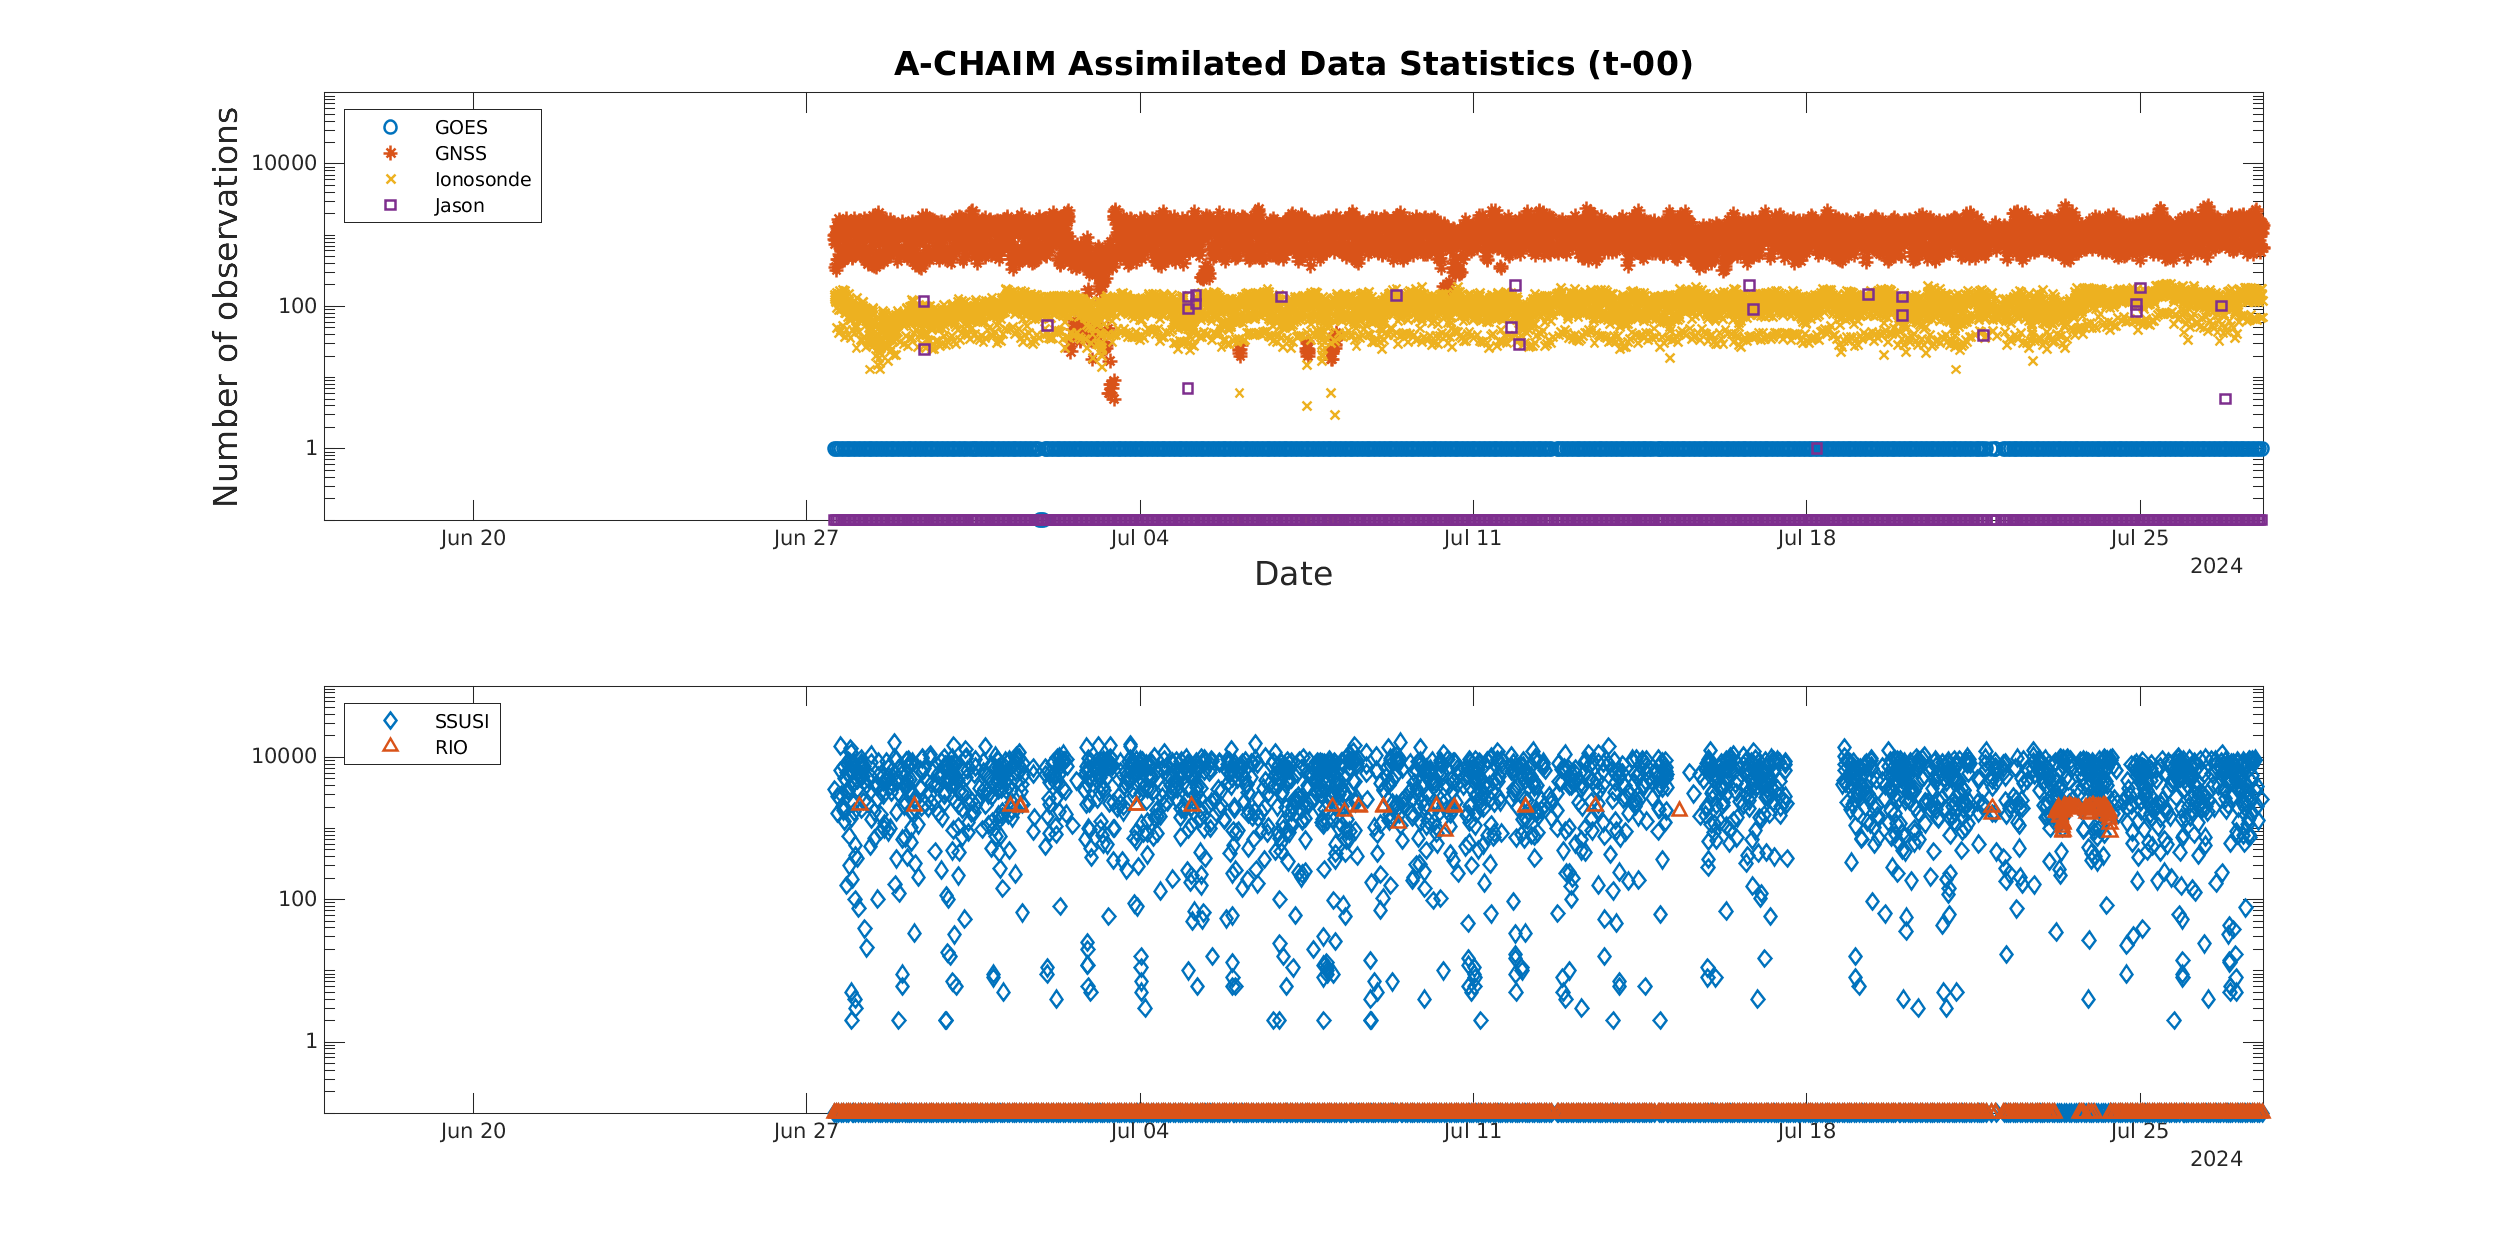 A-CHAIM Assimilated Data Statistics (t-00)
Number of observations
10000
100
1
GOES
GNSS
Ionosonde
Jason
Jun 20
Jun 27
Jul 04
Jul 11
Jul 18
Jul 25
2024
Date
10000
100
1
SSUSI
RIO
Jun 20
Jun 27
Jul 04
Jul 11
Jul 18
Jul 25
2024